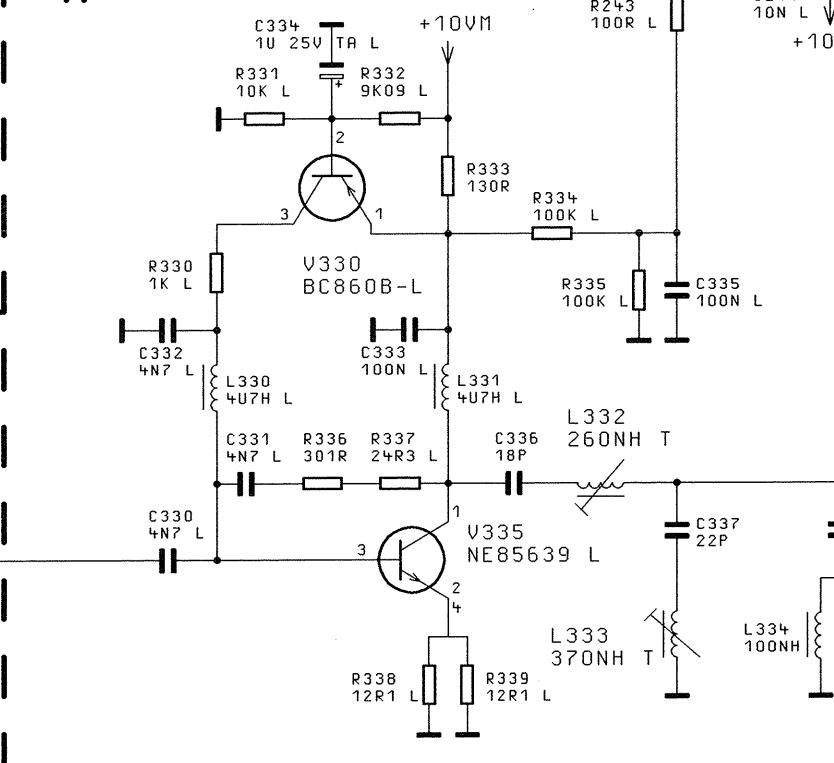 R243
100R L
10N L
+10
C334
1U 25V TA L
+10VM
R331
10K L
R332
9K09 L
+
2
3
1
R333
130R
R334
100K L
V330
BC860B-L
R330
1K L
R335
100K L
C335
100N L
C332
4N7 L
C333
100N L
L330
4U7H L
L331
4U7H L
L332
260NH T
C331
4N7 L
R336
301R
R337
24R3 L
C336
18P
C330
4N7 L
3
1
V335
NE85639 L
C337
22P
2
4
L333
370NH T
L334
100NH
R338
12R1 L
R339
12R1 L